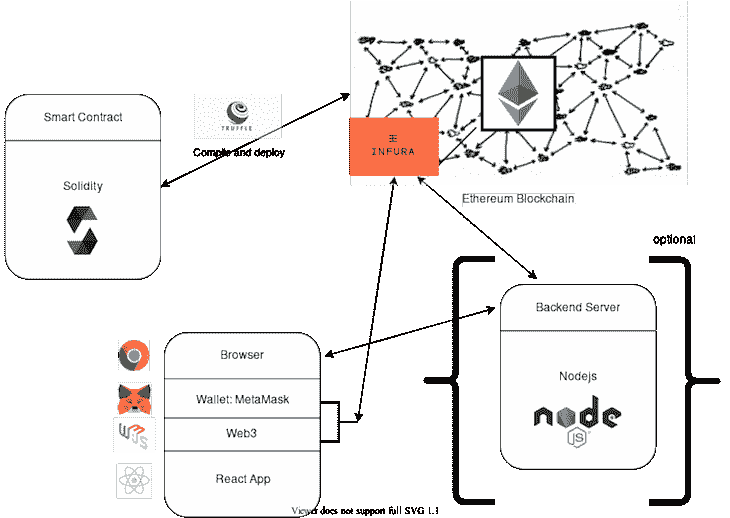 Smart Contract
Solidity
TRUFFLE
Compile and deploy
INFURA
Ethereum Blockchain
optional
Backend Server
Nodejs
node
JS
Browser
Wallet: MetaMask
Web3
React App
W3JS
Viewer does not support full SVG 1.1